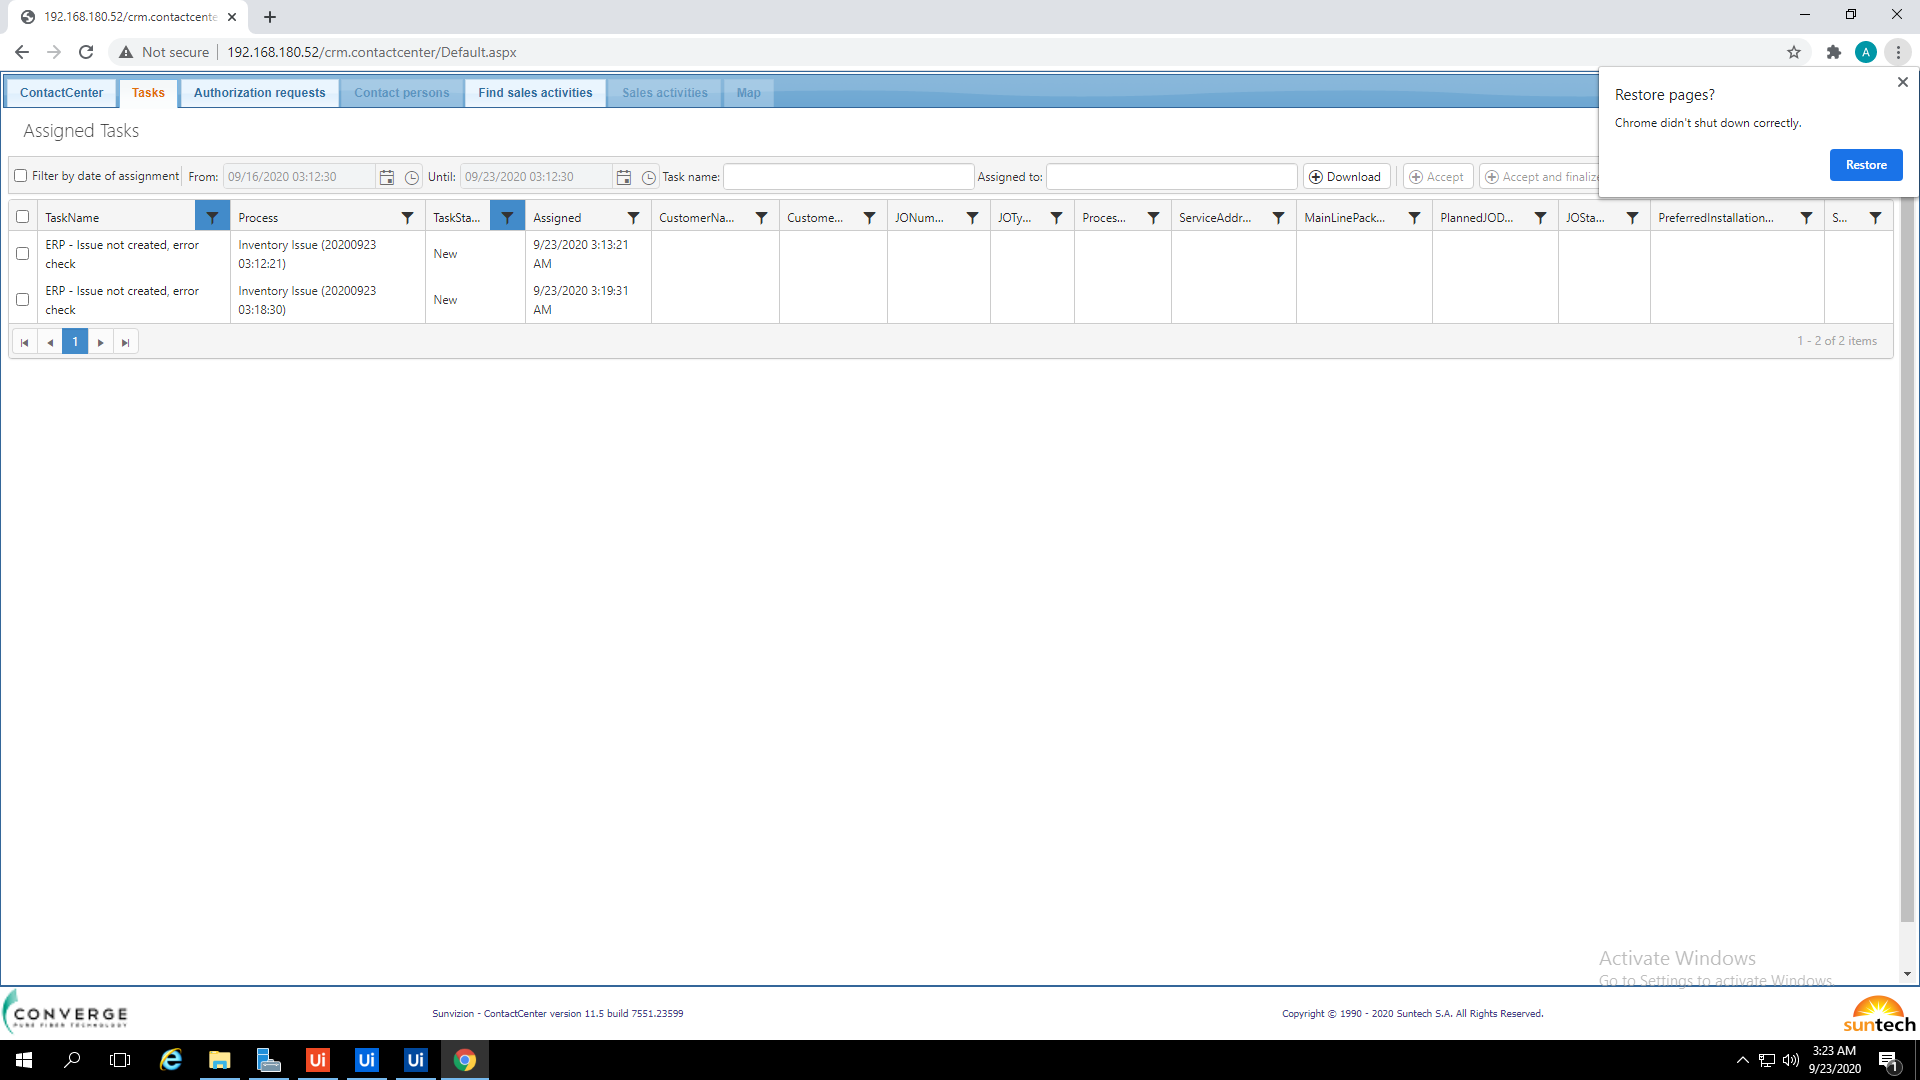 192.168.180.52/crm.contactcente
Not secure
192.168.180.52/crm.contactcenter/Default.aspx
A
ContactCenter
Tasks
Authorization requests
Contact persons
Find sales activities
Sales activities
Map
Restore pages?
Chrome didn't shut down correctly.
Restore
Assigned Tasks
Filter by date of assignment
From:
09/16/2020 03:12:30
Until:
09/23/2020 03:12:30
Task name:
Assigned to:
Download
Accept
Accept and finalize
TaskName
Process
TaskSta...
Assigned
CustomerNa...
Custome...
JONum...
JOTy...
Proces...
ServiceAddr...
MainLinePack...
PlannedJOD...
JOSta...
PreferredInstallation...
S...
ERP - Issue not created, error
check
Inventory Issue (20200923
03:12:21)
New
9/23/2020 3:13:21
AM
ERP - Issue not created, error
check
Inventory Issue (20200923
03:18:30)
New
9/23/2020 3:19:31
AM
1
1 - 2 of 2 items
Activate Windows
Go to Settings to activate Windows.
CONVERGE
PURE FIBER TECHNOLOGY
Sunvizion - ContactCenter version 11.5 build 7551.23599
Copyright © 1990 - 2020 Suntech S.A. All Rights Reserved.
suntech
Ui
Ui
Ui
3:23 AM
9/23/2020
1